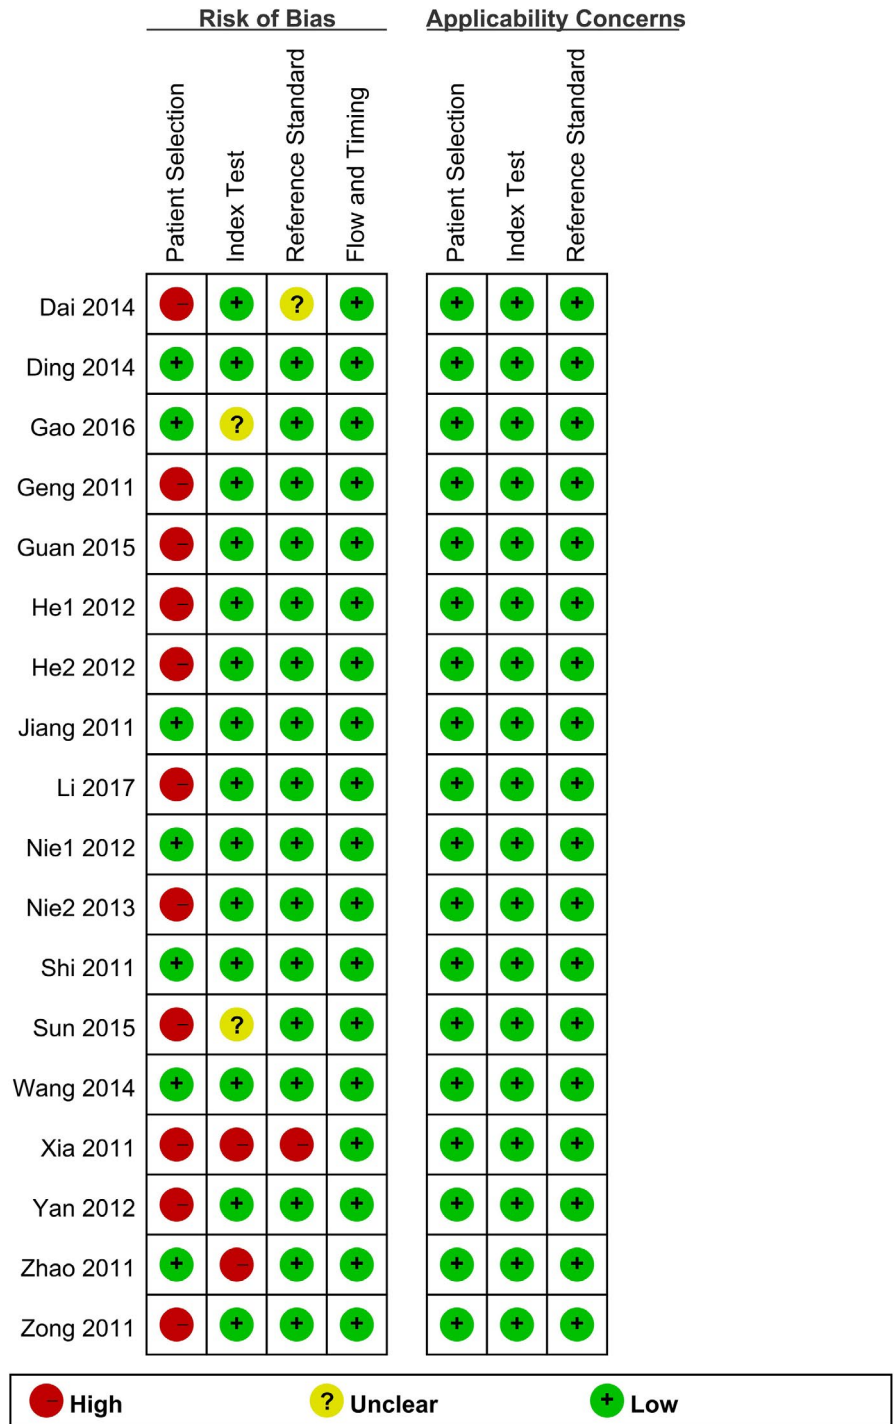 Risk of Bias Applicability Concerns
Patient Selection
Index Test
Reference Standard
Flow and Timing
Patient Selection
Index Test
Reference Standard
Dai 2014 – + ? + + + +
Ding 2014 + + + + + + +
Gao 2016 + ? + + + + +
Geng 2011 – + + + + + +
Guan 2015 – + + + + + +
He1 2012 – + + + + + +
He2 2012 – + + + + + +
Jiang 2011 + + + + + + +
Li 2017 – + + + + + +
Nie1 2012 + + + + + + +
Nie2 2013 – + + + + + +
Shi 2011 + + + + + + +
Sun 2015 – ? + + + + +
Wang 2014 + + + + + + +
Xia 2011 – – – + + + +
Yan 2012 – + + + + + +
Zhao 2011 + – + + + + +
Zong 2011 – + + + + + +
– High ? Unclear + Low